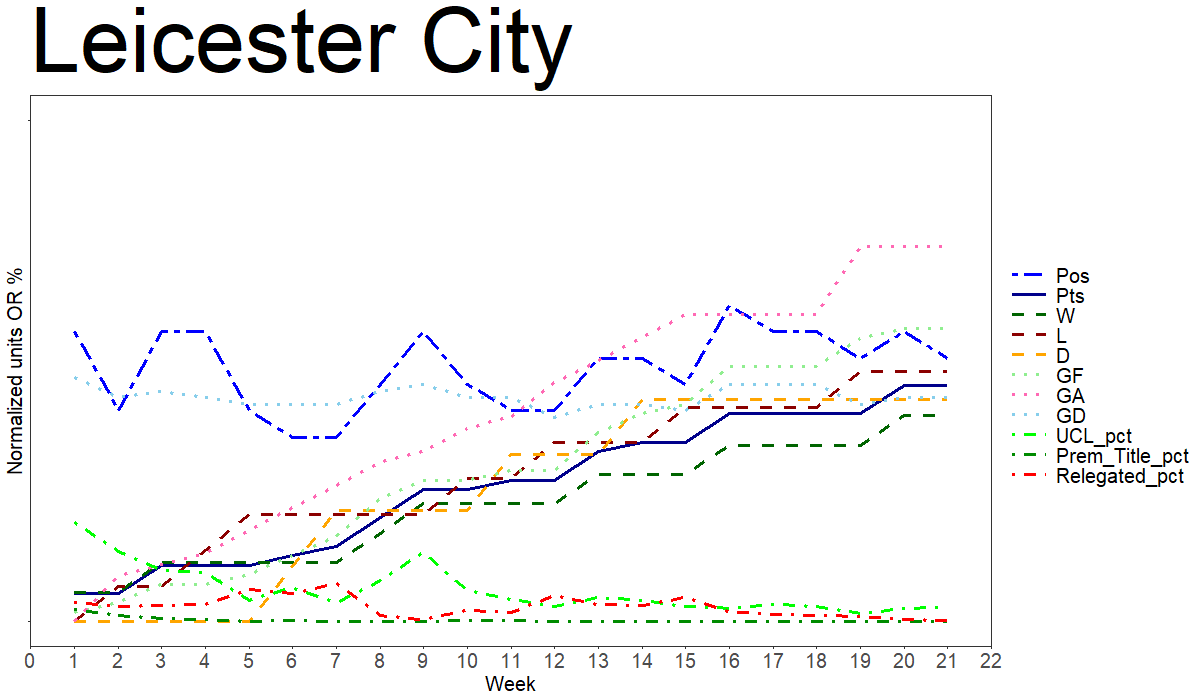 Leicester City
Normalized units OR %
0 1 2 3 4 5 6 7 8 9 10 11 12 13 14 15 16 17 18 19 20 21 22
Week
Pos
Pts
W
L
D
GF
GA
GD
UCL_pct
Prem_Title_pct
Relegated_pct